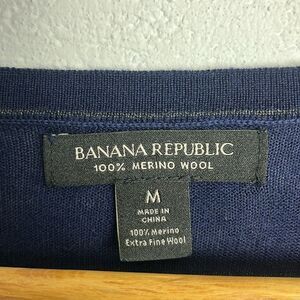 BANANA REPUBLIC
100% MERINO WOOL
M
MADE IN
CHINA
100% Merino
Extra Fine Wool